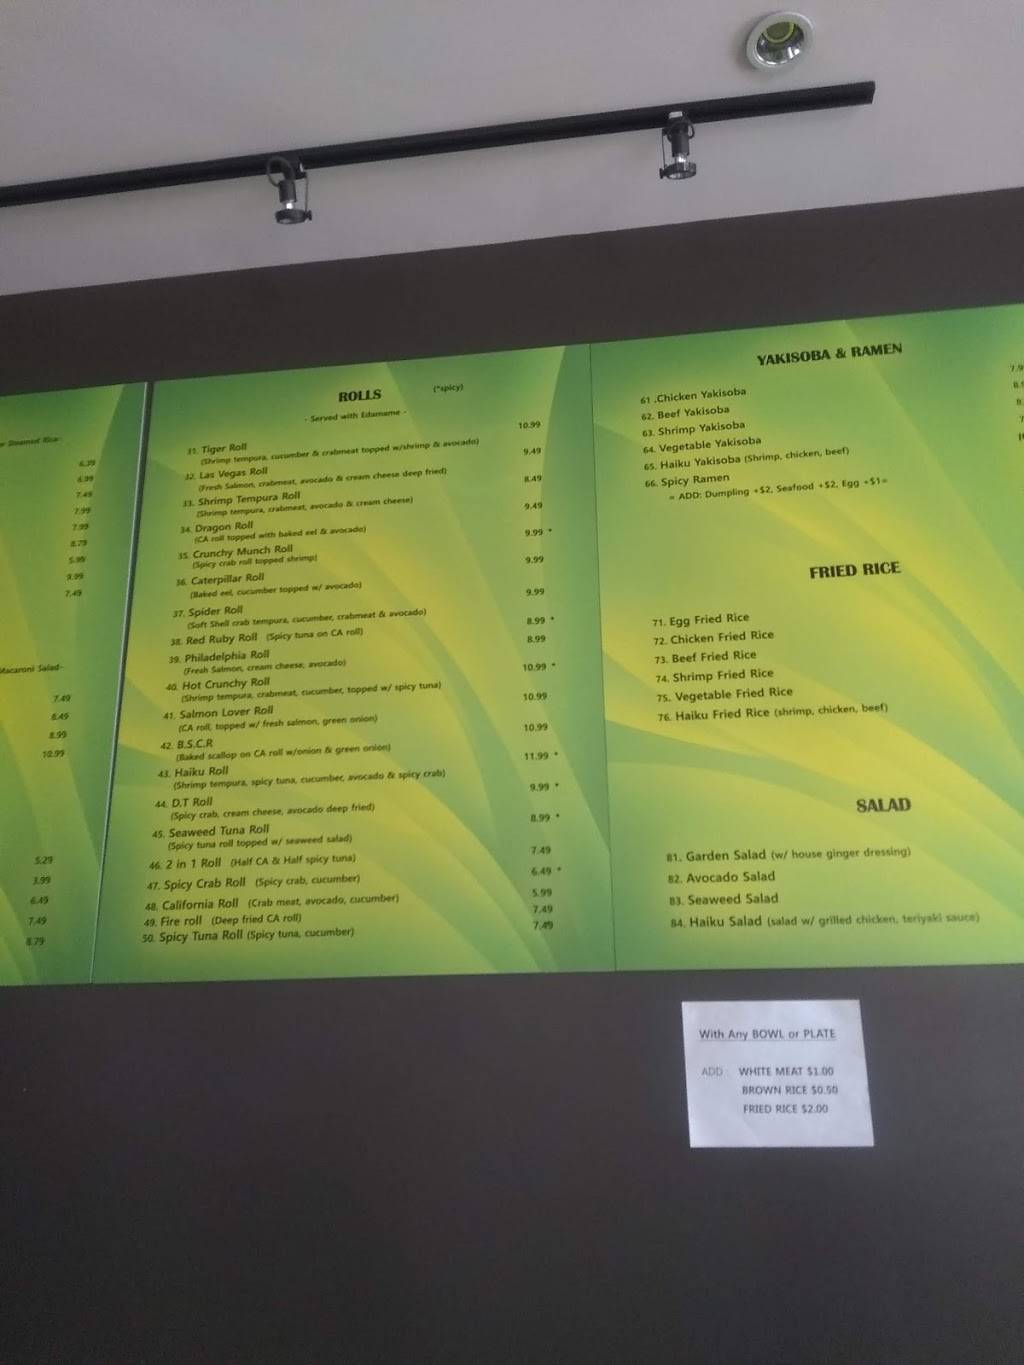 or Steamed Rice-
6.39
6.99
7.49
7.99
7.99
8.79
5.99
9.99
7.49
Macaroni Salad-
7.49
8.49
8.99
10.99
5.29
3.99
6.49
7.49
8.79
ROLLS (*spicy)
- Served with Edamame -
31. Tiger Roll 10.99
(Shrimp tempura, cucumber & crabmeat topped w/shrimp & avocado)
32. Las Vegas Roll 9.49
(Fresh Salmon, crabmeat, avocado & cream cheese deep fried)
33. Shrimp Tempura Roll 8.49
(Shrimp tempura, crabmeat, avocado & cream cheese)
34. Dragon Roll 9.49
(CA roll topped with baked eel & avocado)
35. Crunchy Munch Roll 9.99 *
(Spicy crab roll topped shrimp)
36. Caterpillar Roll 9.99
(Baked eel, cucumber topped w/ avocado)
37. Spider Roll 9.99
(Soft Shell crab tempura, cucumber, crabmeat & avocado)
38. Red Ruby Roll (Spicy tuna on CA roll) 8.99 *
39. Philadelphia Roll 8.99
(Fresh Salmon, cream cheese, avocado)
40. Hot Crunchy Roll 10.99 *
(Shrimp tempura, crabmeat, cucumber, topped w/ spicy tuna)
41. Salmon Lover Roll 10.99
(CA roll, topped w/ fresh salmon, green onion)
42. B.S.C.R 10.99
(Baked scallop on CA roll w/onion & green onion)
43. Haiku Roll 11.99 *
(Shrimp tempura, spicy tuna, cucumber, avocado & spicy crab)
44. D.T Roll 9.99 *
(Spicy crab, cream cheese, avocado deep fried)
45. Seaweed Tuna Roll 8.99 *
(Spicy tuna roll topped w/ seaweed salad)
46. 2 in 1 Roll (Half CA & Half spicy tuna) 7.49
47. Spicy Crab Roll (Spicy crab, cucumber) 6.49 *
48. California Roll (Crab meat, avocado, cucumber) 5.99
49. Fire roll (Deep fried CA roll) 7.49
50. Spicy Tuna Roll (Spicy tuna, cucumber) 7.49
YAKISOBA & RAMEN
61 .Chicken Yakisoba 7.9
62. Beef Yakisoba
63. Shrimp Yakisoba
64. Vegetable Yakisoba
65. Haiku Yakisoba (Shrimp, chicken, beef)
66. Spicy Ramen
= ADD: Dumpling +$2, Seafood +$2, Egg +$1=
FRIED RICE
71. Egg Fried Rice
72. Chicken Fried Rice
73. Beef Fried Rice
74. Shrimp Fried Rice
75. Vegetable Fried Rice
76. Haiku Fried Rice (shrimp, chicken, beef)
SALAD
81. Garden Salad (w/ house ginger dressing)
82. Avocado Salad
83. Seaweed Salad
84. Haiku Salad (salad w/ grilled chicken, teriyaki sauce)
With Any BOWL or PLATE
ADD : WHITE MEAT $1.00
BROWN RICE $0.50
FRIED RICE $2.00